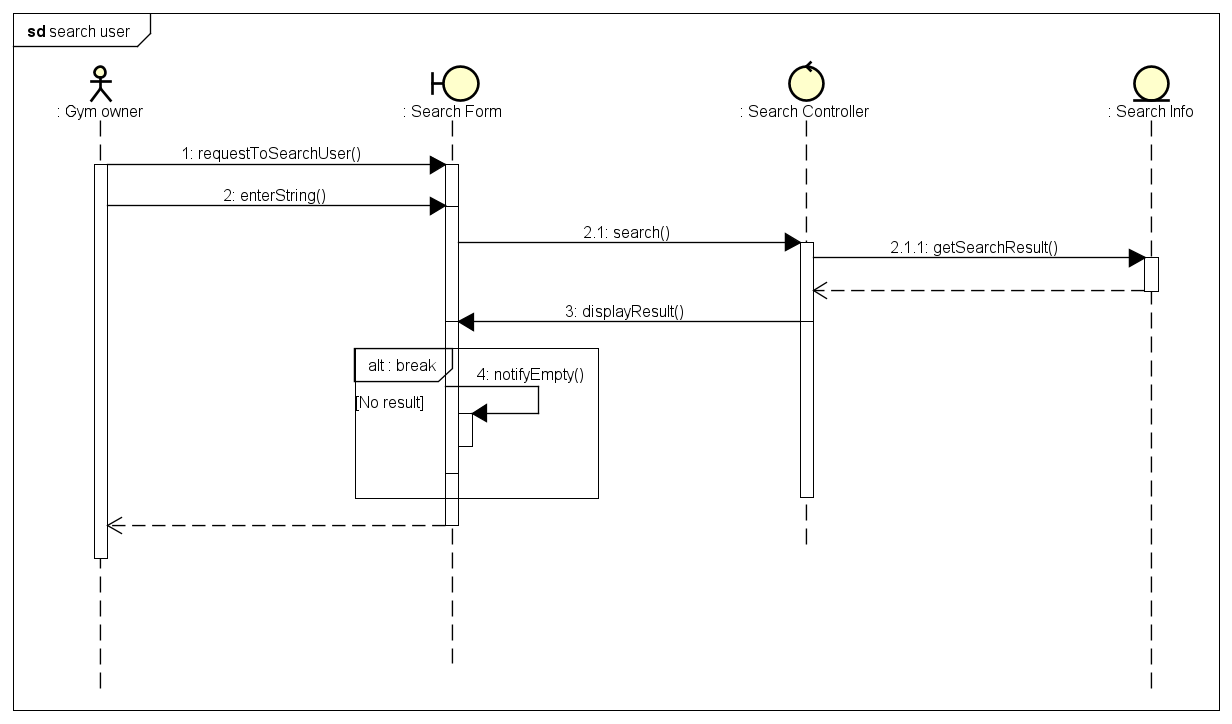 sd search user
: Gym owner
: Search Form
: Search Controller
: Search Info
1: requestToSearchUser()
2: enterString()
2.1: search()
2.1.1: getSearchResult()
3: displayResult()
alt : break
4: notifyEmpty()
[No result]